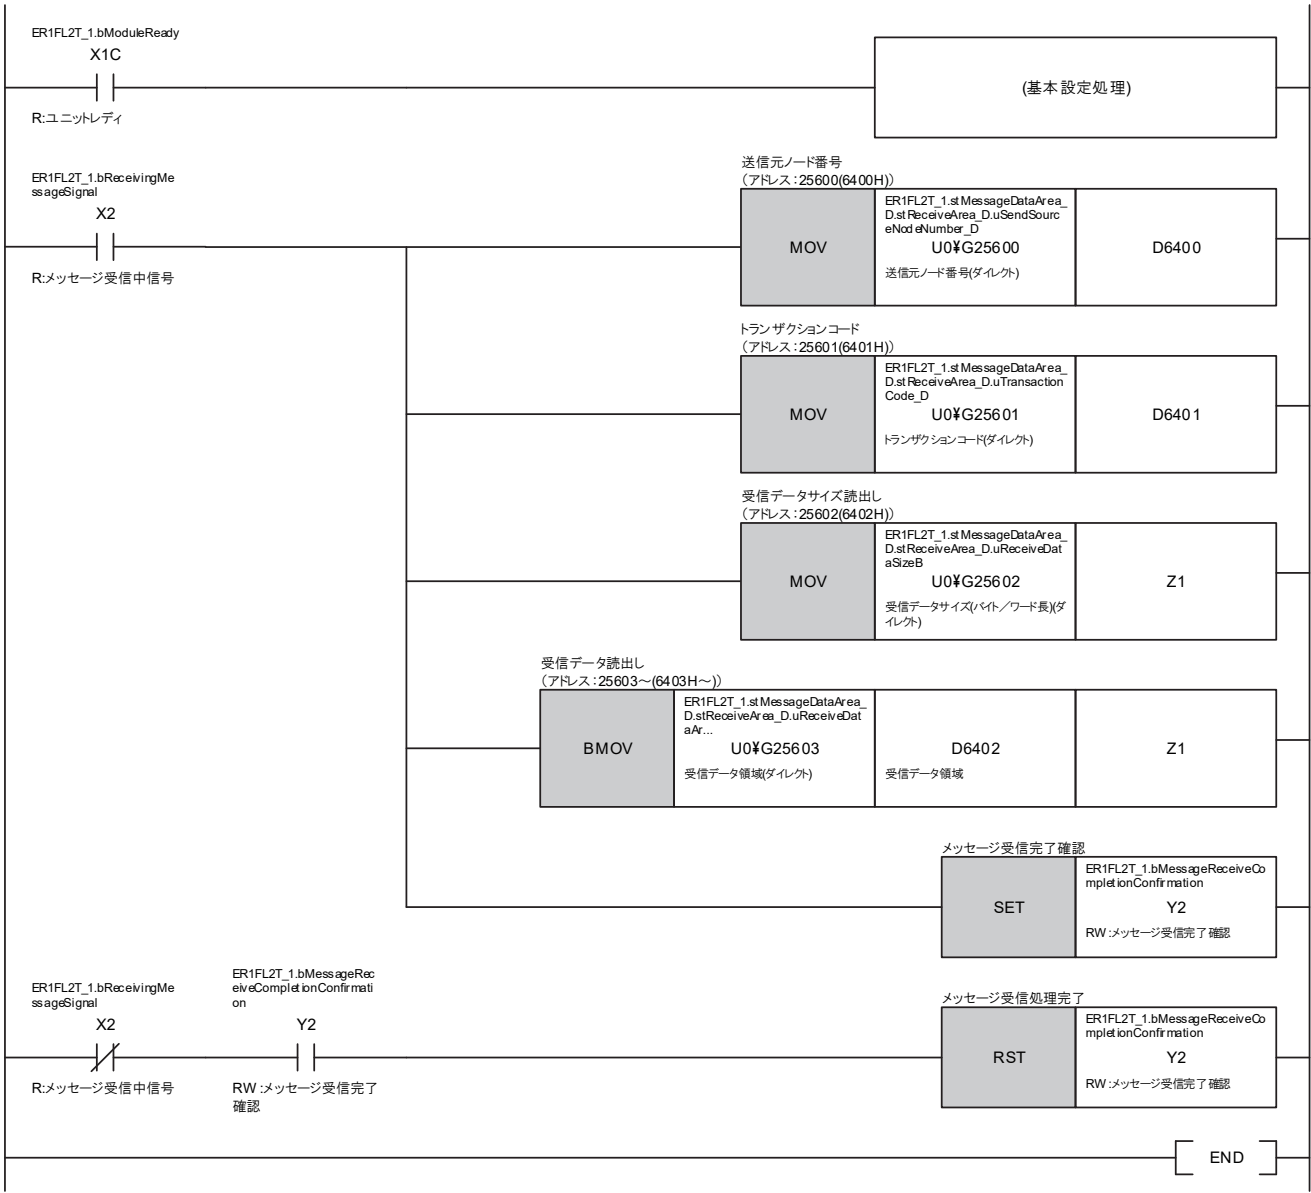 ER1FL2T_1.bModuleReady
X1C
R:ユニットレディ
(基本設定処理)
ER1FL2T_1.bReceivingMe
ssageSignal
X2
R:メッセージ受信中信号
送信元ノード番号
(アドレス:25600(6400H))
MOV
ER1FL2T_1.stMessageDataArea_
D.stReceiveArea_D.uSendSourc
eNodeNumber_D
U0¥G25600
送信元ノード番号(ダイレクト)
D6400
トランザクションコード
(アドレス:25601(6401H))
MOV
ER1FL2T_1.stMessageDataArea_
D.stReceiveArea_D.uTransaction
Code_D
U0¥G25601
トランザクションコード(ダイレクト)
D6401
受信データサイズ読出し
(アドレス:25602(6402H))
MOV
ER1FL2T_1.stMessageDataArea_
D.stReceiveArea_D.uReceiveDat
aSizeB
U0¥G25602
受信データサイズ(バイト/ワード長)(ダ
イレクト)
Z1
受信データ読出し
(アドレス:25603～(6403H～))
BMOV
ER1FL2T_1.stMessageDataArea_
D.stReceiveArea_D.uReceiveDat
aAr...
U0¥G25603
受信データ領域(ダイレクト)
D6402
受信データ領域
Z1
メッセージ受信完了確認
SET
ER1FL2T_1.bMessageReceiveCo
mpletionConfirmation
Y2
RW:メッセージ受信完了確認
ER1FL2T_1.bReceivingMe
ssageSignal
X2
R:メッセージ受信中信号
ER1FL2T_1.bMessageRec
eiveCompletionConfirmati
on
Y2
RW:メッセージ受信完了
確認
メッセージ受信処理完了
RST
ER1FL2T_1.bMessageReceiveCo
mpletionConfirmation
Y2
RW:メッセージ受信完了確認
END